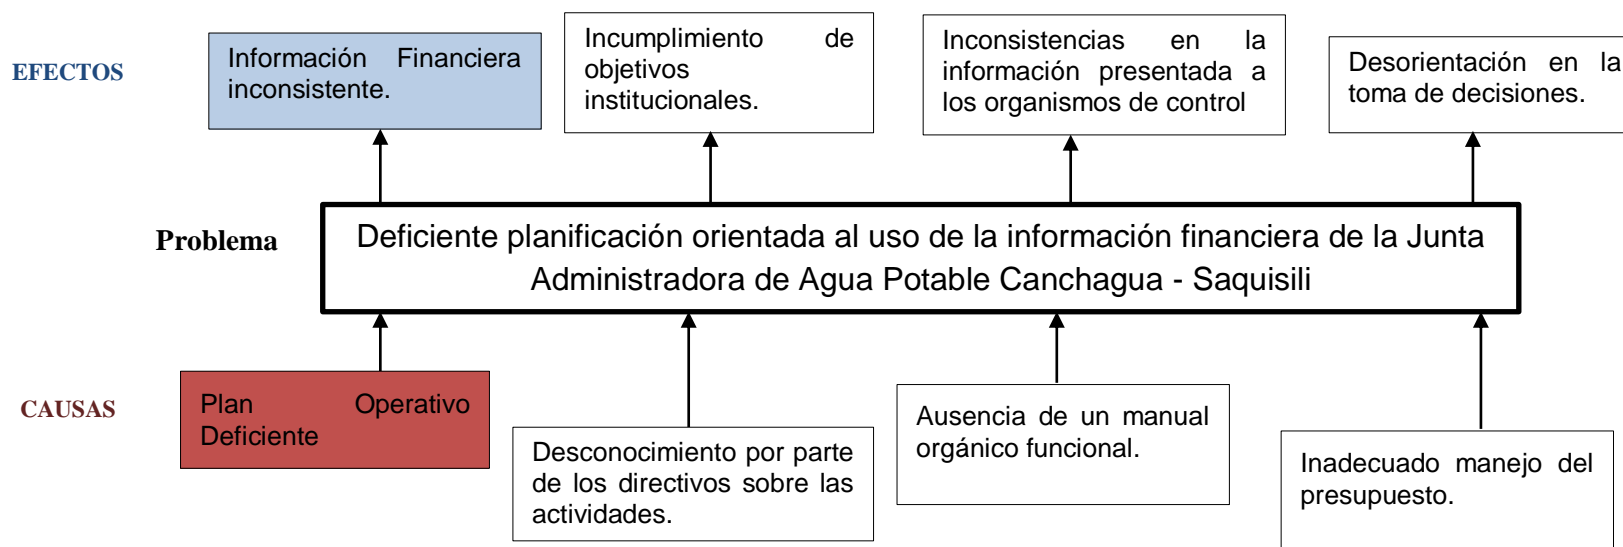 EFECTOS
Información Financiera
inconsistente.
Incumplimiento de
objetivos
institucionales.
Inconsistencias en la
información presentada a
los organismos de control
Desorientación en la
toma de decisiones.
Problema
Deficiente planificación orientada al uso de la información financiera de la Junta
Administradora de Agua Potable Canchagua - Saquisili
CAUSAS
Plan Operativo
Deficiente
Desconocimiento por parte
de los directivos sobre las
actividades.
Ausencia de un manual
orgánico funcional.
Inadecuado manejo del
presupuesto.